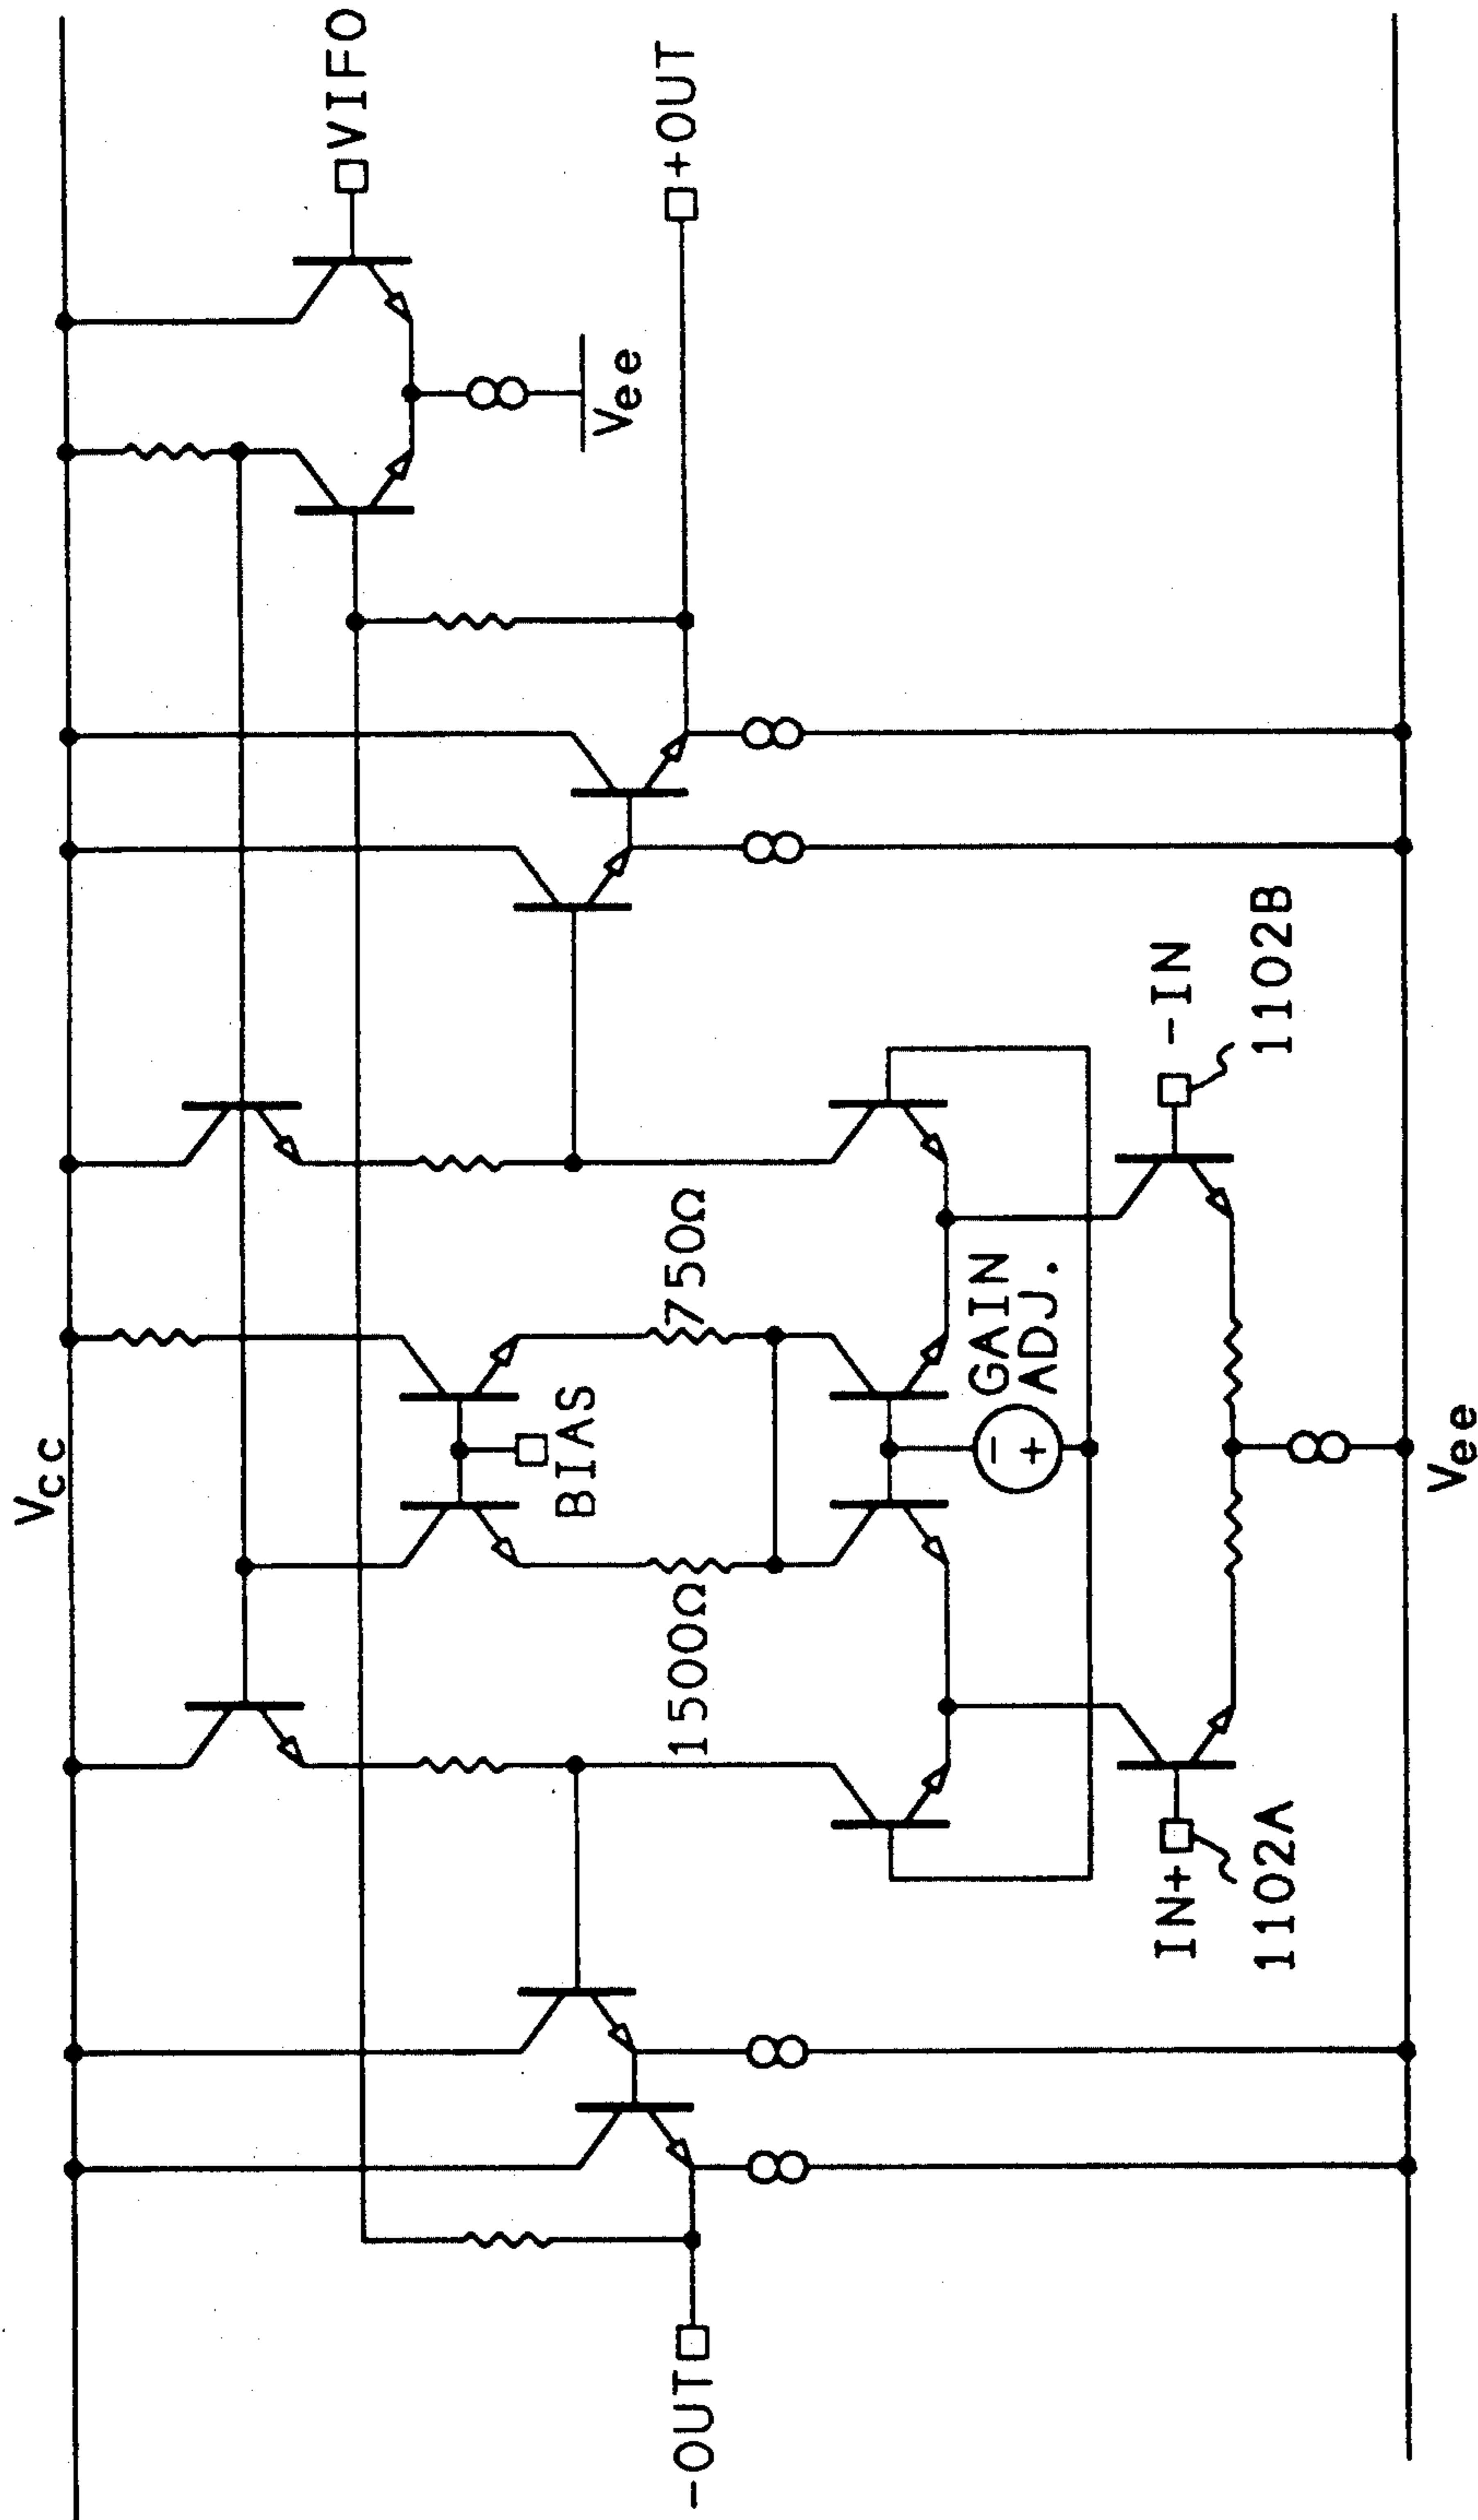 Vcc
VIFO
Vee
+OUT
-OUT
BIAS
1500Ω
750Ω
GAIN
ADJ.
IN+
1102A
-IN
1102B
Vee